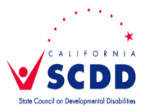 CALIFORNIA
SCDD
State Council on Developmental Disabilities